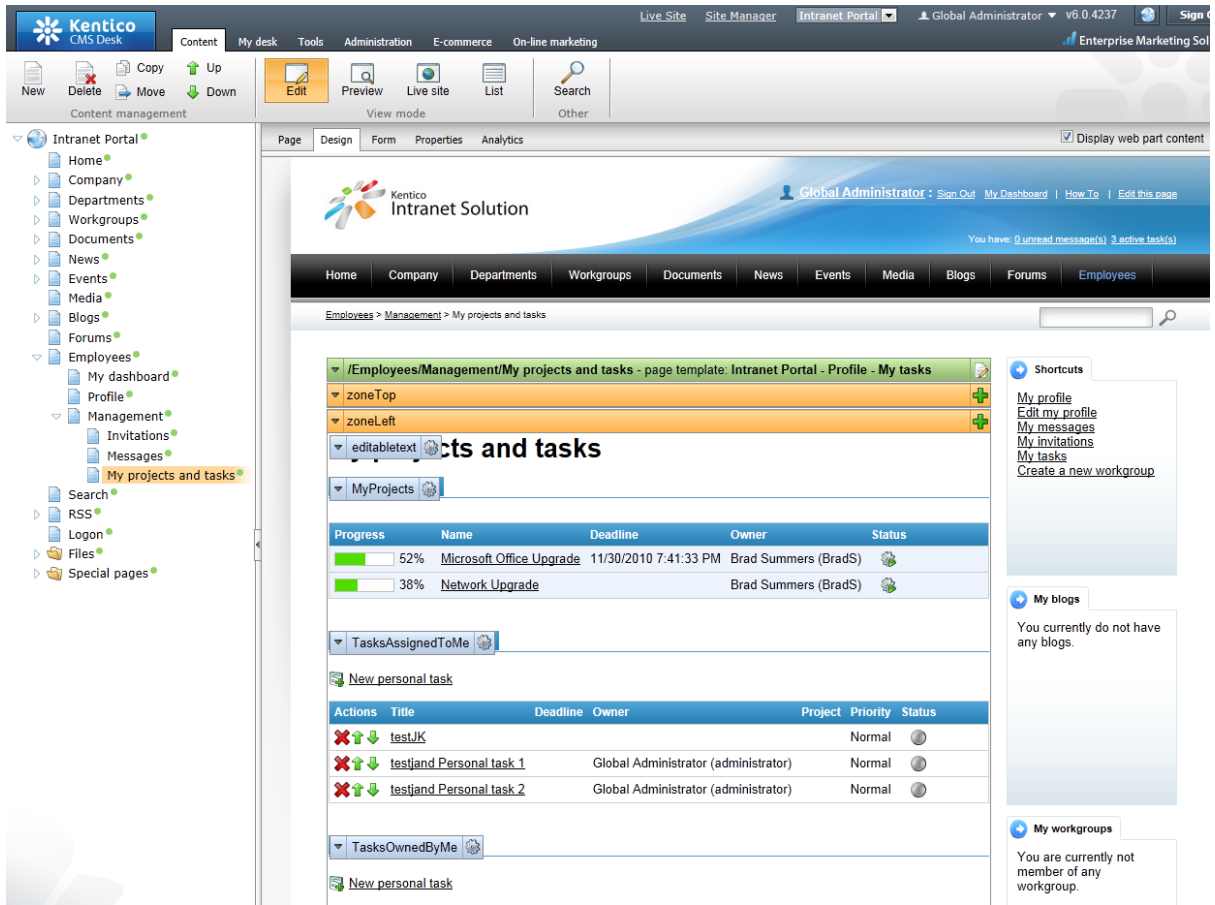 Kentico
CMS Desk
Live Site Site Manager Intranet Portal Global Administrator v6.0.4237 Sign
Content My desk Tools Administration E-commerce On-line marketing
Enterprise Marketing Sol
New Delete Copy Move Up Down
Content management
Edit Preview Live site List
View mode
Search
Other
Intranet Portal
Home
Company
Departments
Workgroups
Documents
News
Events
Media
Blogs
Forums
Employees
My dashboard
Profile
Management
Invitations
Messages
My projects and tasks
Search
RSS
Logon
Files
Special pages
Page Design Form Properties Analytics
Display web part content
Kentico
Intranet Solution
Global Administrator : Sign Out My Dashboard | How To | Edit this page
You have: 0 unread message(s) 3 active task(s)
Home Company Departments Workgroups Documents News Events Media Blogs Forums Employees
Employees > Management > My projects and tasks
/Employees/Management/My projects and tasks - page template: Intranet Portal - Profile - My tasks
zoneTop
zoneLeft
editabletext
cts and tasks
MyProjects
Progress Name Deadline Owner Status
52% Microsoft Office Upgrade 11/30/2010 7:41:33 PM Brad Summers (BradS)
38% Network Upgrade Brad Summers (BradS)
TasksAssignedToMe
New personal task
Actions Title Deadline Owner Project Priority Status
testJK Normal
testjand Personal task 1 Global Administrator (administrator) Normal
testjand Personal task 2 Global Administrator (administrator) Normal
TasksOwnedByMe
New personal task
Shortcuts
My profile
Edit my profile
My messages
My invitations
My tasks
Create a new workgroup
My blogs
You currently do not have
any blogs.
My workgroups
You are currently not
member of any
workgroup.